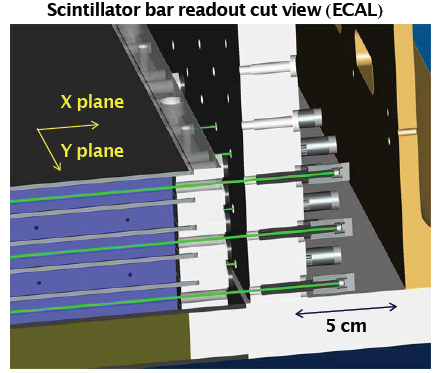 Scintillator bar readout cut view (ECAL)
X plane
Y plane
5 cm